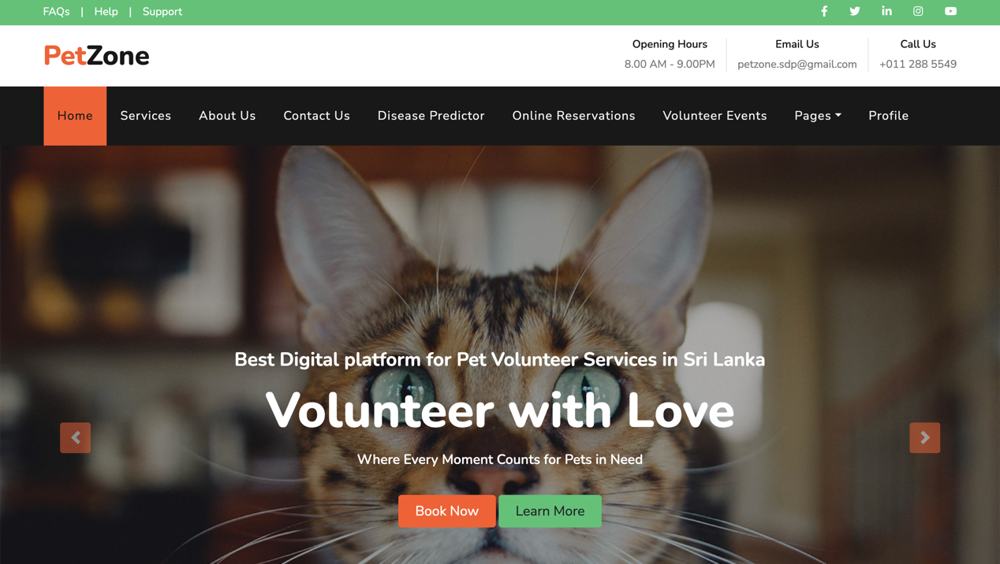 FAQs | Help | Support
PetZone
Opening Hours
8.00 AM - 9.00PM
Email Us
petzone.sdp@gmail.com
Call Us
+011 288 5549
Home Services About Us Contact Us Disease Predictor Online Reservations Volunteer Events Pages Profile
Best Digital platform for Pet Volunteer Services in Sri Lanka
Volunteer with Love
Where Every Moment Counts for Pets in Need
Book Now Learn More